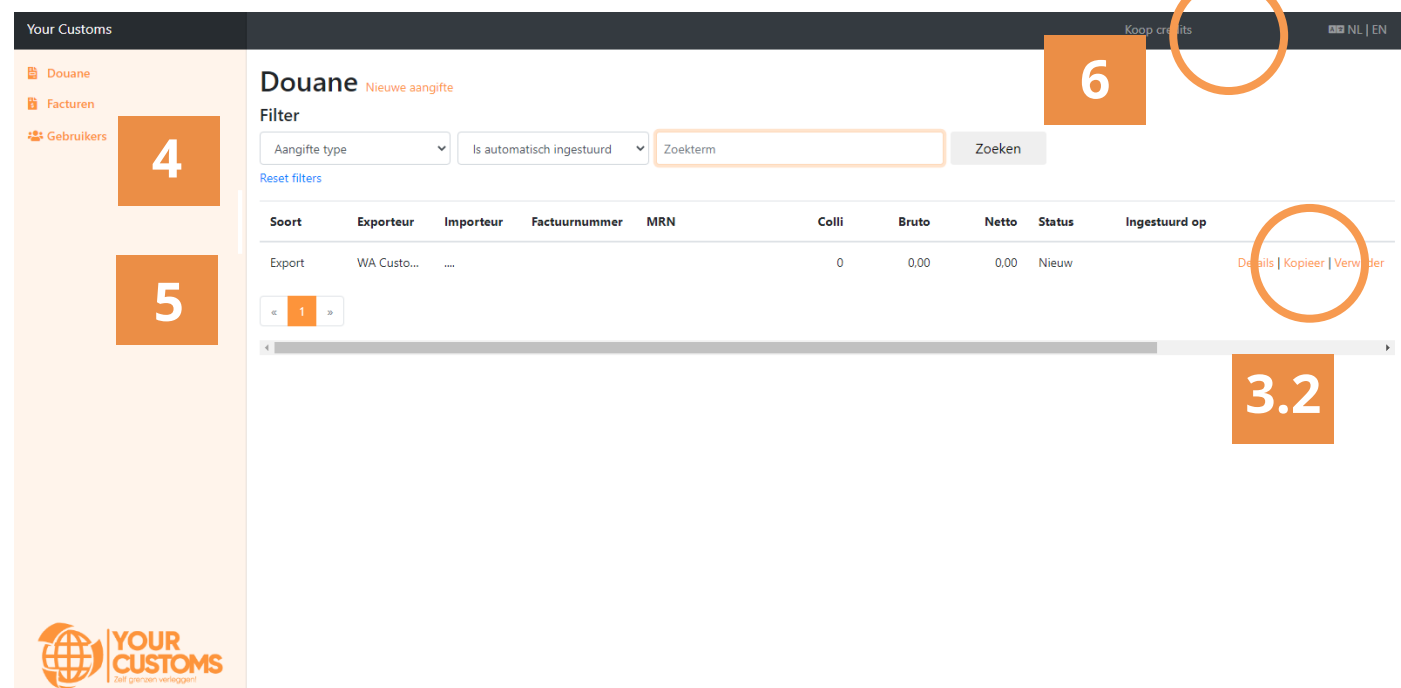 Your Customs
Koop credits
NL | EN
Douane
Facturen
Gebruikers
Douane Nieuwe aangifte
Filter
Aangifte type
Is automatisch ingestuurd
Zoekterm
Zoeken
Reset filters
Soort Exporteur Importeur Factuurnummer MRN Colli Bruto Netto Status Ingestuurd op
Export WA Custo... .... 0 0,00 0,00 Nieuw Details | Kopieer | Verwijder
« 1 »
4
5
6
3.2
YOUR
CUSTOMS
Zelf grenzen verleggen!